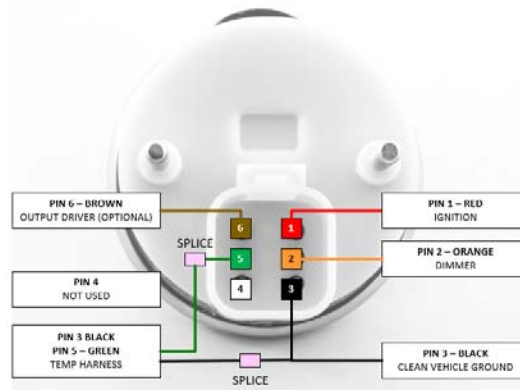 PIN 6 – BROWN
OUTPUT DRIVER (OPTIONAL)
PIN 1 – RED
IGNITION
6
1
SPLICE
5
2
PIN 2 – ORANGE
DIMMER
4
3
PIN 4
NOT USED
PIN 3 BLACK
PIN 5 – GREEN
TEMP HARNESS
SPLICE
PIN 3 – BLACK
CLEAN VEHICLE GROUND